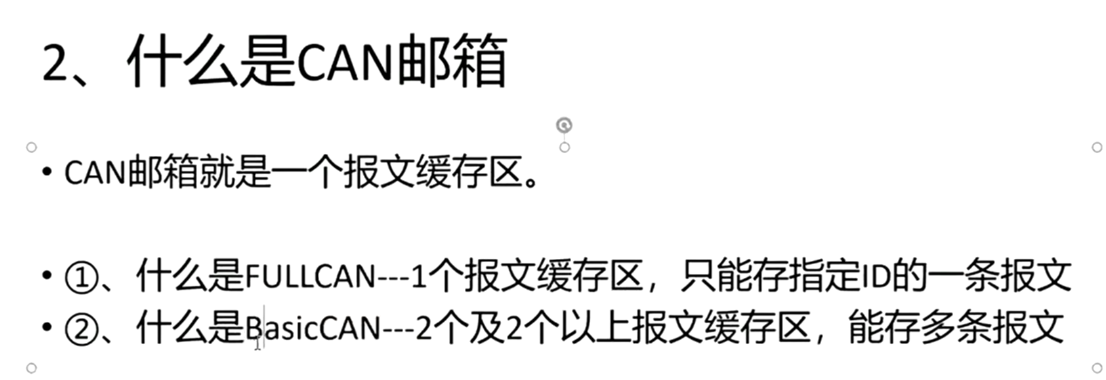 2、什么是CAN邮箱
• CAN邮箱就是一个报文缓存区。
• ①、什么是FULLCAN---1个报文缓存区，只能存指定ID的一条报文
• ②、什么是BasicCAN---2个及2个以上报文缓存区，能存多条报文